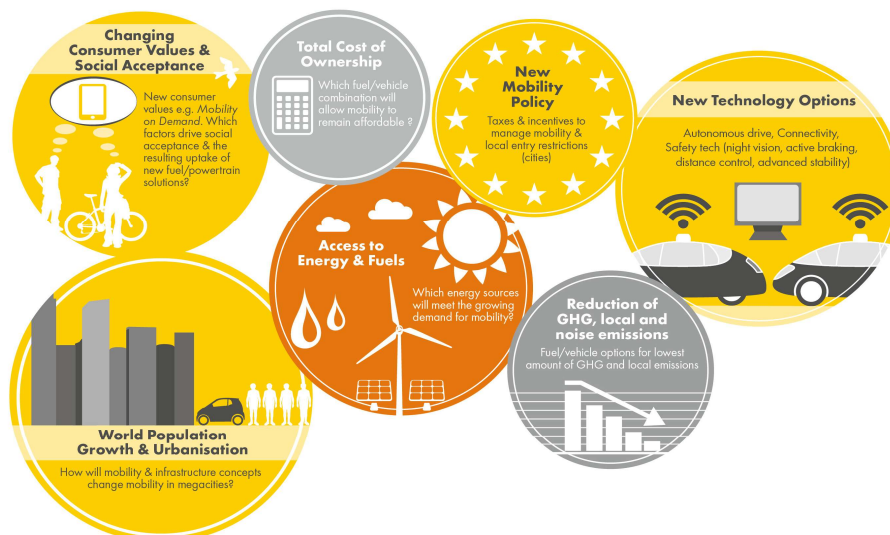 Changing
Consumer Values &
Social Acceptance
New consumer
values e.g. Mobility
on Demand. Which
factors drive social
acceptance & the
resulting uptake of
new fuel/powertrain
solutions?
Total Cost of
Ownership
Which fuel/vehicle
combination will
allow mobility to
remain affordable ?
New
Mobility
Policy
Taxes & incentives to
manage mobility &
local entry restrictions
(cities)
New Technology Options
Autonomous drive, Connectivity,
Safety tech (night vision, active braking,
distance control, advanced stability)
Access to
Energy & Fuels
Which energy sources
will meet the growing
demand for mobility?
Reduction of
GHG, local and
noise emissions
Fuel/vehicle options for lowest
amount of GHG and local emissions
World Population
Growth & Urbanisation
How will mobility & infrastructure concepts
change mobility in megacities?